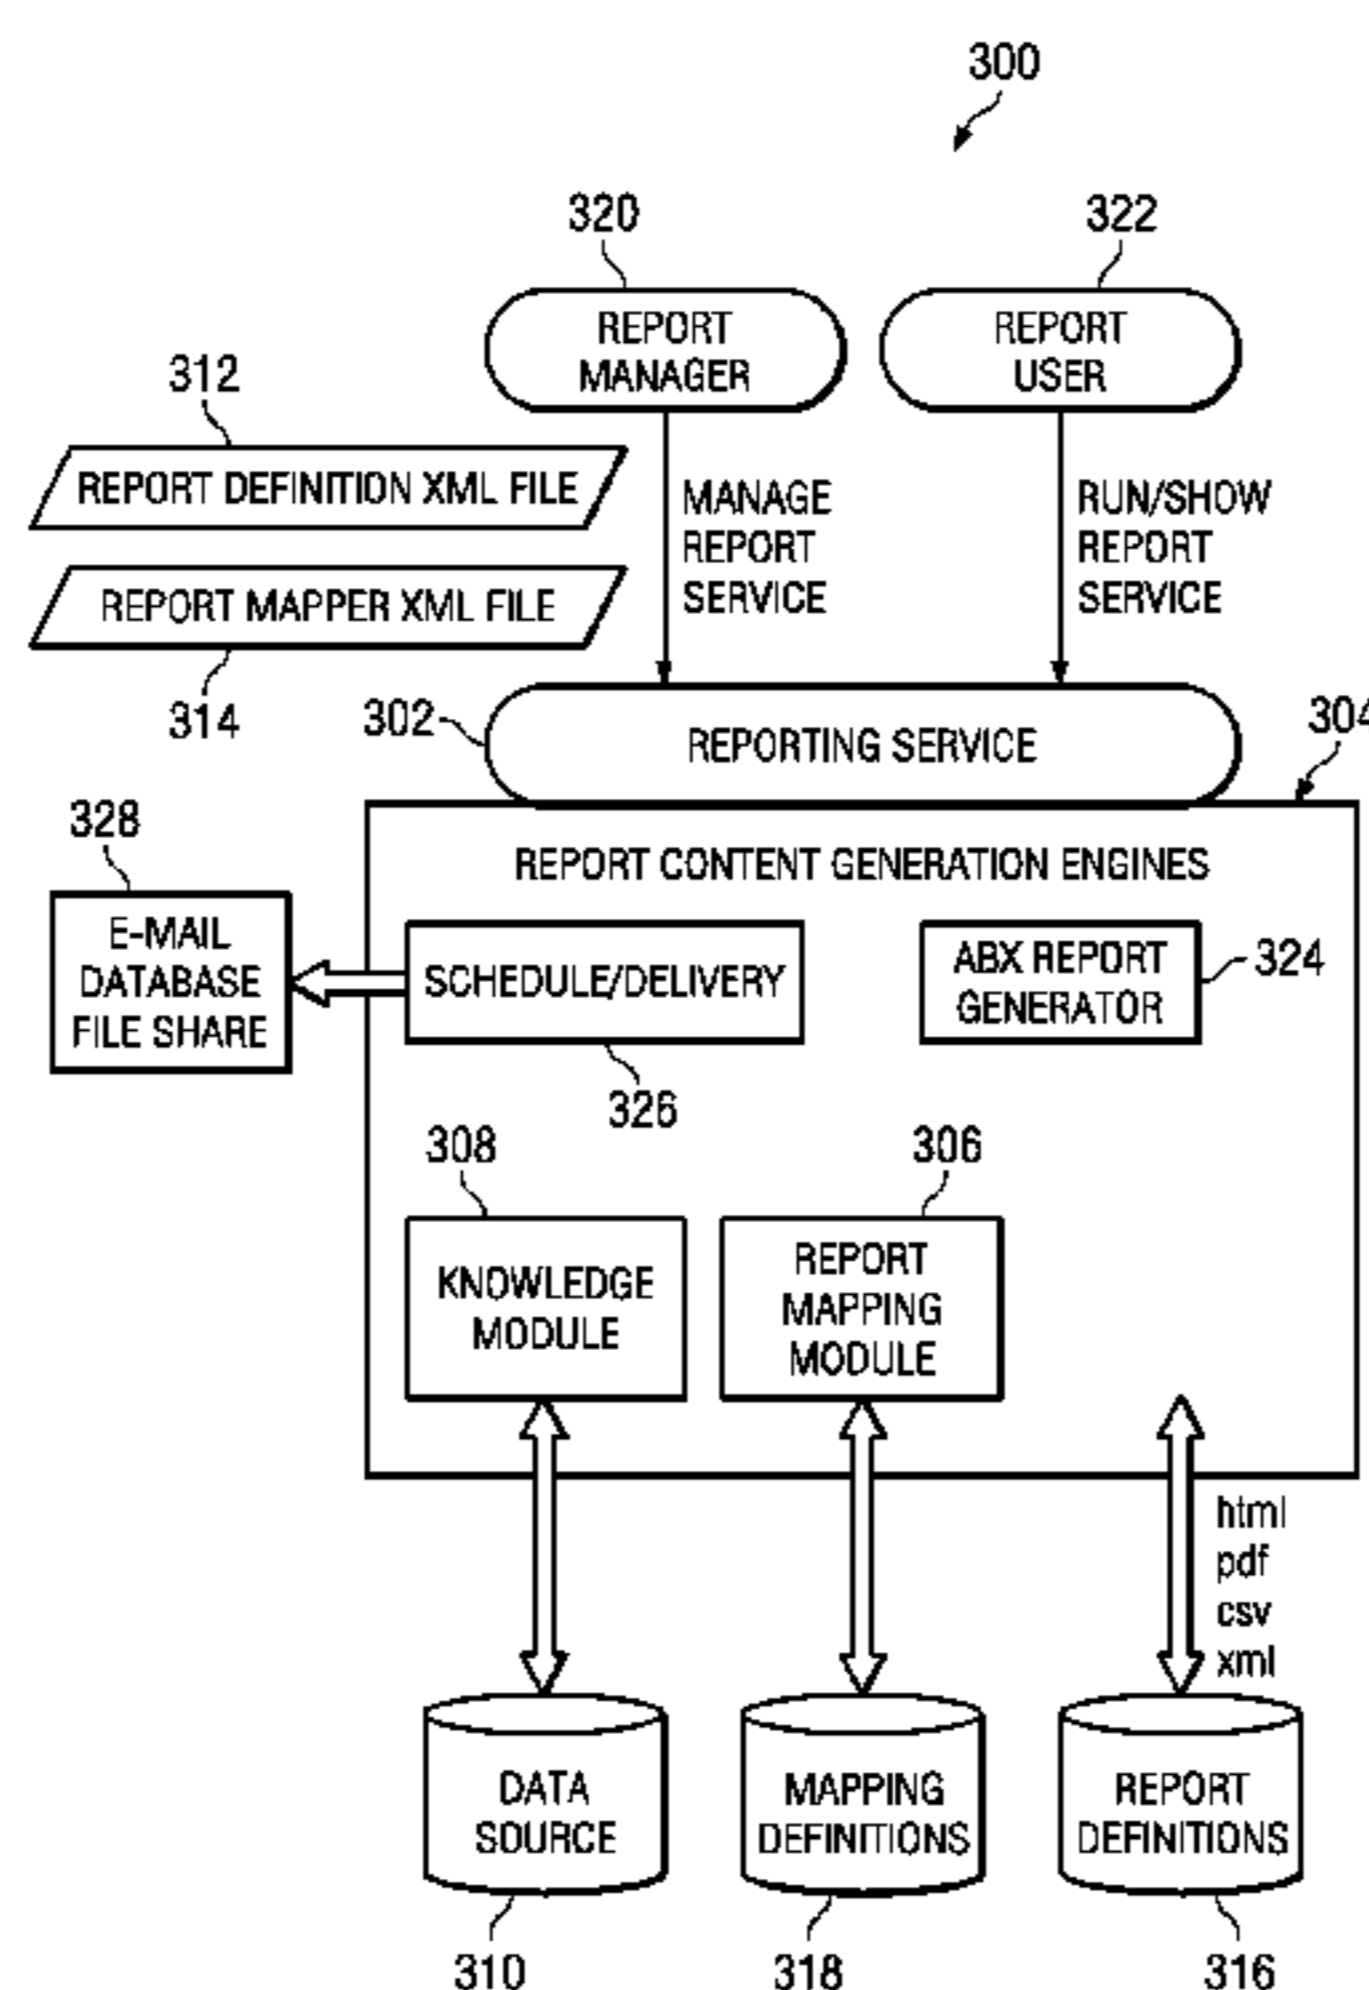 300
320
322
REPORT
MANAGER
REPORT
USER
312
REPORT DEFINITION XML FILE
MANAGE
REPORT
SERVICE
RUN/SHOW
REPORT
SERVICE
REPORT MAPPER XML FILE
314
302
REPORTING SERVICE
304
328
REPORT CONTENT GENERATION ENGINES
E-MAIL
DATABASE
FILE SHARE
SCHEDULE/DELIVERY
ABX REPORT
GENERATOR
324
326
308
306
KNOWLEDGE
MODULE
REPORT
MAPPING
MODULE
html
pdf
csv
xml
DATA
SOURCE
MAPPING
DEFINITIONS
REPORT
DEFINITIONS
310
318
316